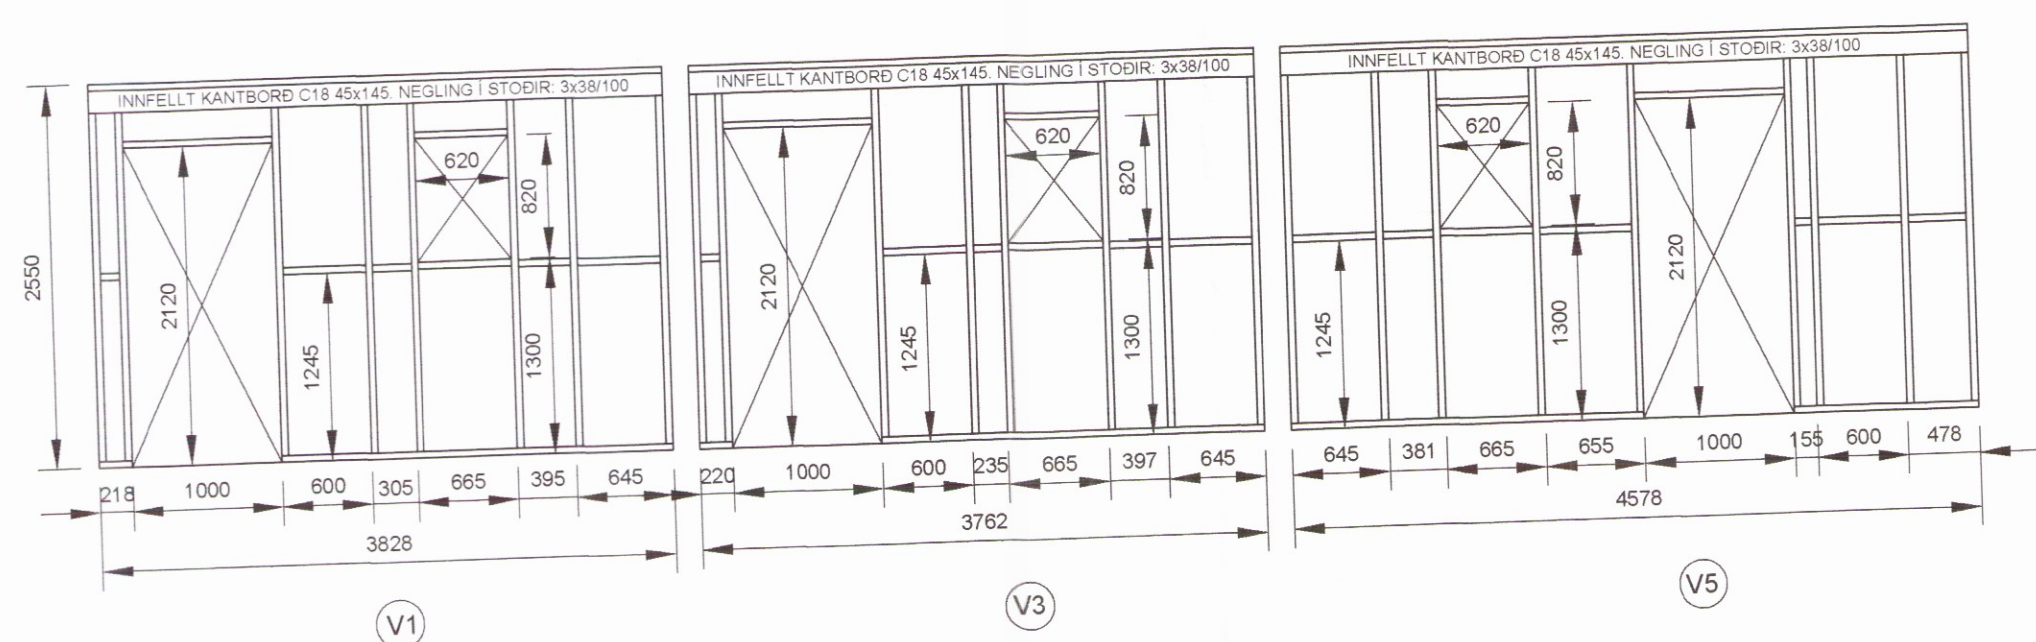 INNFELLT KANTBORÐ C18 45x145. NEGLING Í STOÐIR: 3x38/100
2550
2120
620
820
1245
1300
218 1000 600 305 665 395 645
3828
V1
INNFELLT KANTBORÐ C18 45x145. NEGLING Í STOÐIR: 3x38/100
2120
620
820
1245
1300
220 1000 600 235 665 397 645
3762
V3
INNFELLT KANTBORÐ C18 45x145. NEGLING Í STOÐIR: 3x38/100
620
820
2120
1245
1300
645 381 665 655 1000 155 600 478
4578
V5